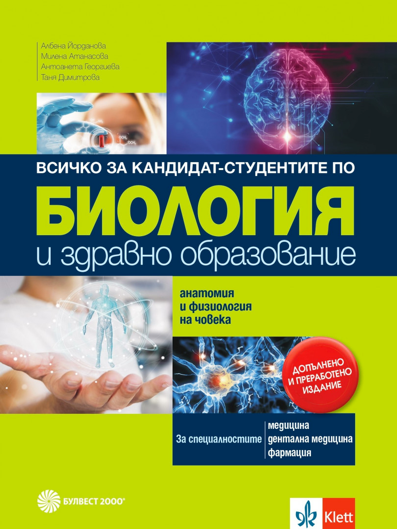 Албена Йорданова
Милена Атанасова
Антоанета Георгиева
Таня Димитрова
ВСИЧКО ЗА КАНДИДАТ-СТУДЕНТИТЕ ПО
БИОЛОГИЯ
и здравно образование
анатомия
и физиология
на човека
ДОПЪЛНЕНО
И ПРЕРАБОТЕНО
ИЗДАНИЕ
За специалностите
медицина
дентална медицина
фармация
БУЛВЕСТ 2000®
Klett